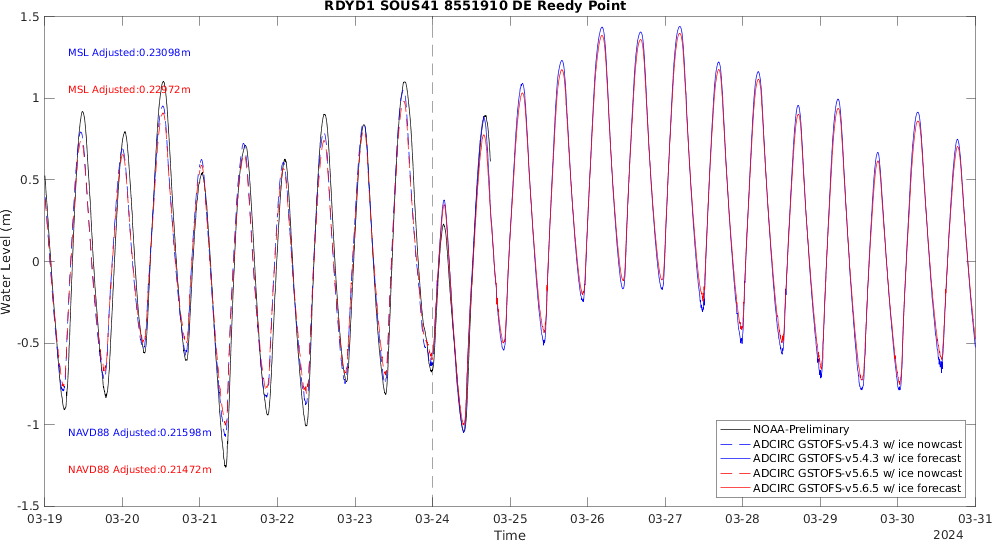 RDYD1 SOUS41 8551910 DE Reedy Point
1.5
MSL Adjusted:0.23098m
1
MSL Adjusted:0.22972m
0.5
0
-0.5
-1
NAVD88 Adjusted:0.21598m
NAVD88 Adjusted:0.21472m
-1.5
Water Level (m)
NOAA-Preliminary
ADCIRC GSTOFS-v5.4.3 w/ ice nowcast
ADCIRC GSTOFS-v5.4.3 w/ ice forecast
ADCIRC GSTOFS-v5.6.5 w/ ice nowcast
ADCIRC GSTOFS-v5.6.5 w/ ice forecast
03-19 03-20 03-21 03-22 03-23 03-24 03-25 03-26 03-27 03-28 03-29 03-30 03-31
Time
2024